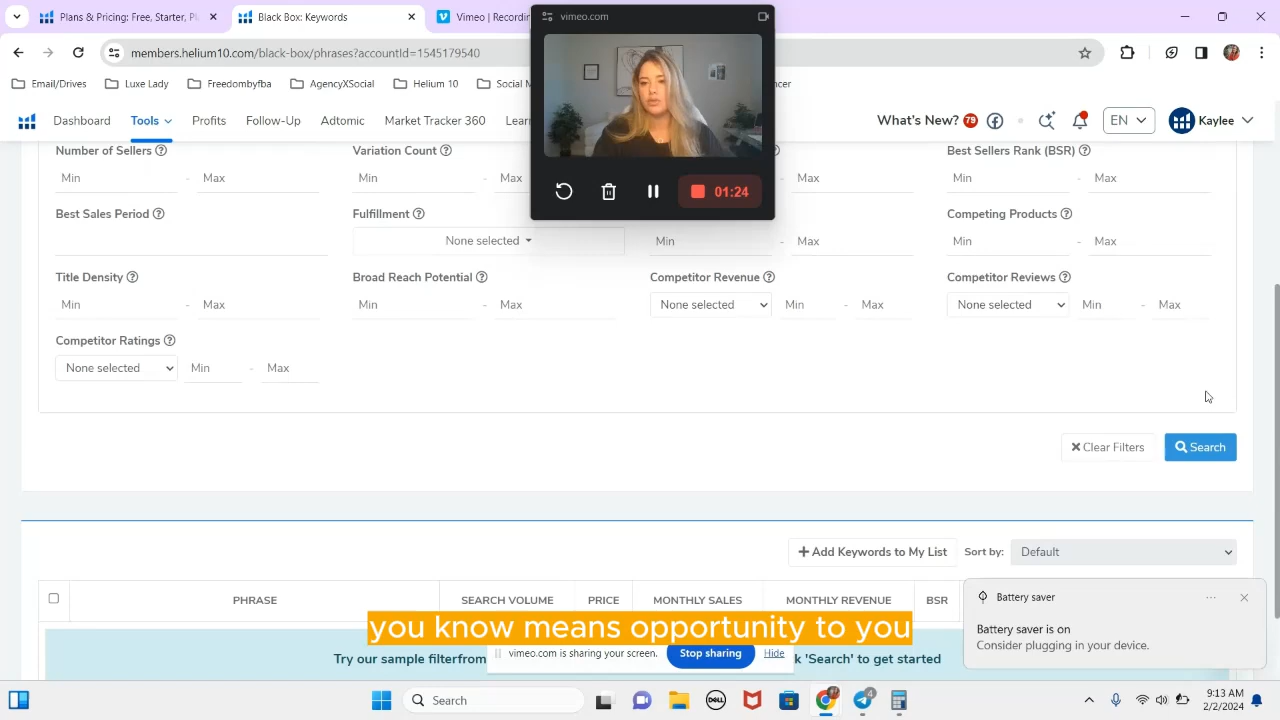 Plans & Pricing: Free, Starter, Pl
Black Box: Keywords
Vimeo | Recordin
vimeo.com
members.helium10.com/black-box/phrases?accountId=1545179540
Email/Drives
Luxe Lady
Freedombyfba
AgencyXSocial
Helium 10
Social M
ncer
Dashboard
Tools
Profits
Follow-Up
Adtomic
Market Tracker 360
Learn
What's New?
79
EN
Kaylee
01:24
Number of Sellers
Variation Count
Best Sellers Rank (BSR)
Min - Max
Min - Max
Max
Min - Max
Best Sales Period
Fulfillment
Competing Products
None selected
Min - Max
Min - Max
Title Density
Broad Reach Potential
Competitor Revenue
Competitor Reviews
Min - Max
Min - Max
None selected
Min - Max
None selected
Min - Max
Competitor Ratings
None selected
Min - Max
Clear Filters
Search
+ Add Keywords to My List
Sort by:
Default
PHRASE
SEARCH VOLUME
PRICE
MONTHLY SALES
MONTHLY REVENUE
BSR
Battery saver
Battery saver is on
Consider plugging in your device.
you know means opportunity to you
Try our sample filter from
vimeo.com is sharing your screen.
Stop sharing
Hide
k 'Search' to get started
Search
DELL
4
9:13 AM
2/2/2024